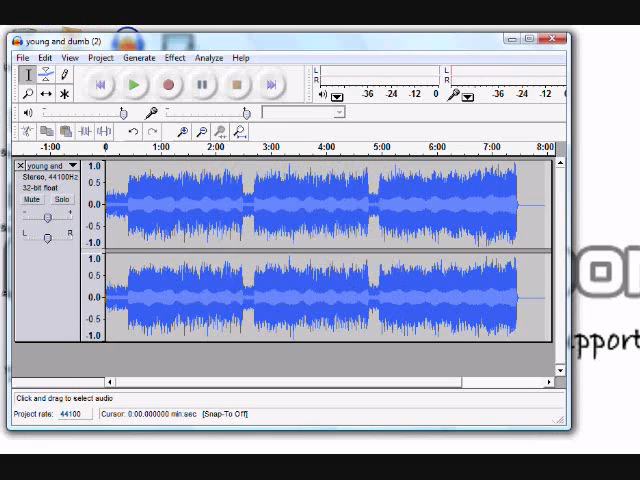 young and dumb (2)
File Edit View Project Generate Effect Analyze Help
L
R
-36 -24 -12 0
L
R
-36 -24 -12
-1:00 0 1:00 2:00 3:00 4:00 5:00 6:00 7:00 8:00
young and
Stereo, 44100Hz
32-bit float
Mute Solo
- +
L R
1.0
0.5
0.0
-0.5
-1.0
1.0
0.5
0.0
-0.5
-1.0
pport
Click and drag to select audio
Project rate: 44100 Cursor: 0:00.000000 min:sec [Snap-To Off]